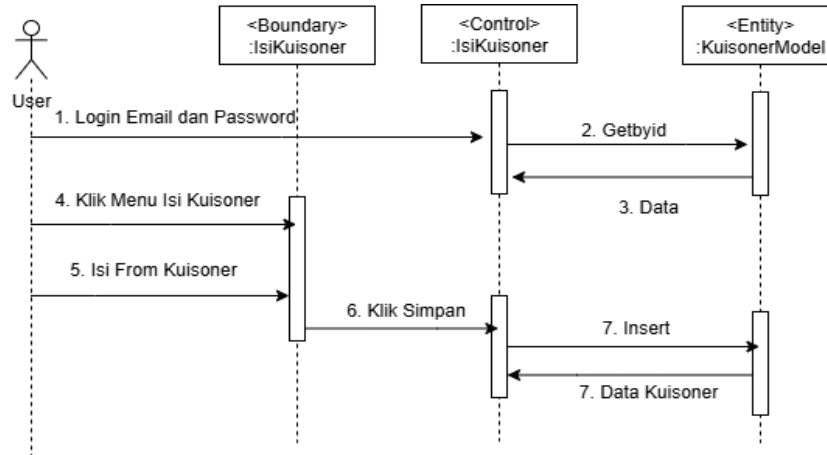 <Boundary>
:IsiKuisoner
<Control>
:IsiKuisoner
<Entity>
:KuisonerModel
User
1. Login Email dan Password
2. Getbyid
3. Data
4. Klik Menu Isi Kuisoner
5. Isi From Kuisoner
6. Klik Simpan
7. Insert
7. Data Kuisoner